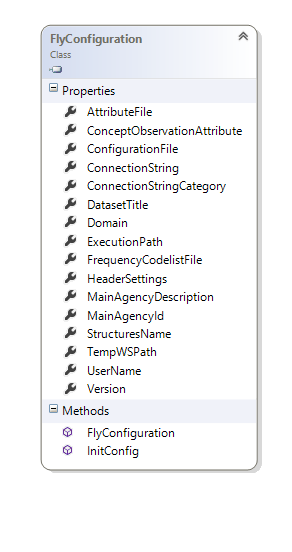 FlyConfiguration
Class
Properties
AttributeFile
ConceptObservationAttribute
ConfigurationFile
ConnectionString
ConnectionStringCategory
DatasetTitle
Domain
ExecutionPath
FrequencyCodelistFile
HeaderSettings
MainAgencyDescription
MainAgencyId
StructuresName
TempWSPath
UserName
Version
Methods
FlyConfiguration
InitConfig